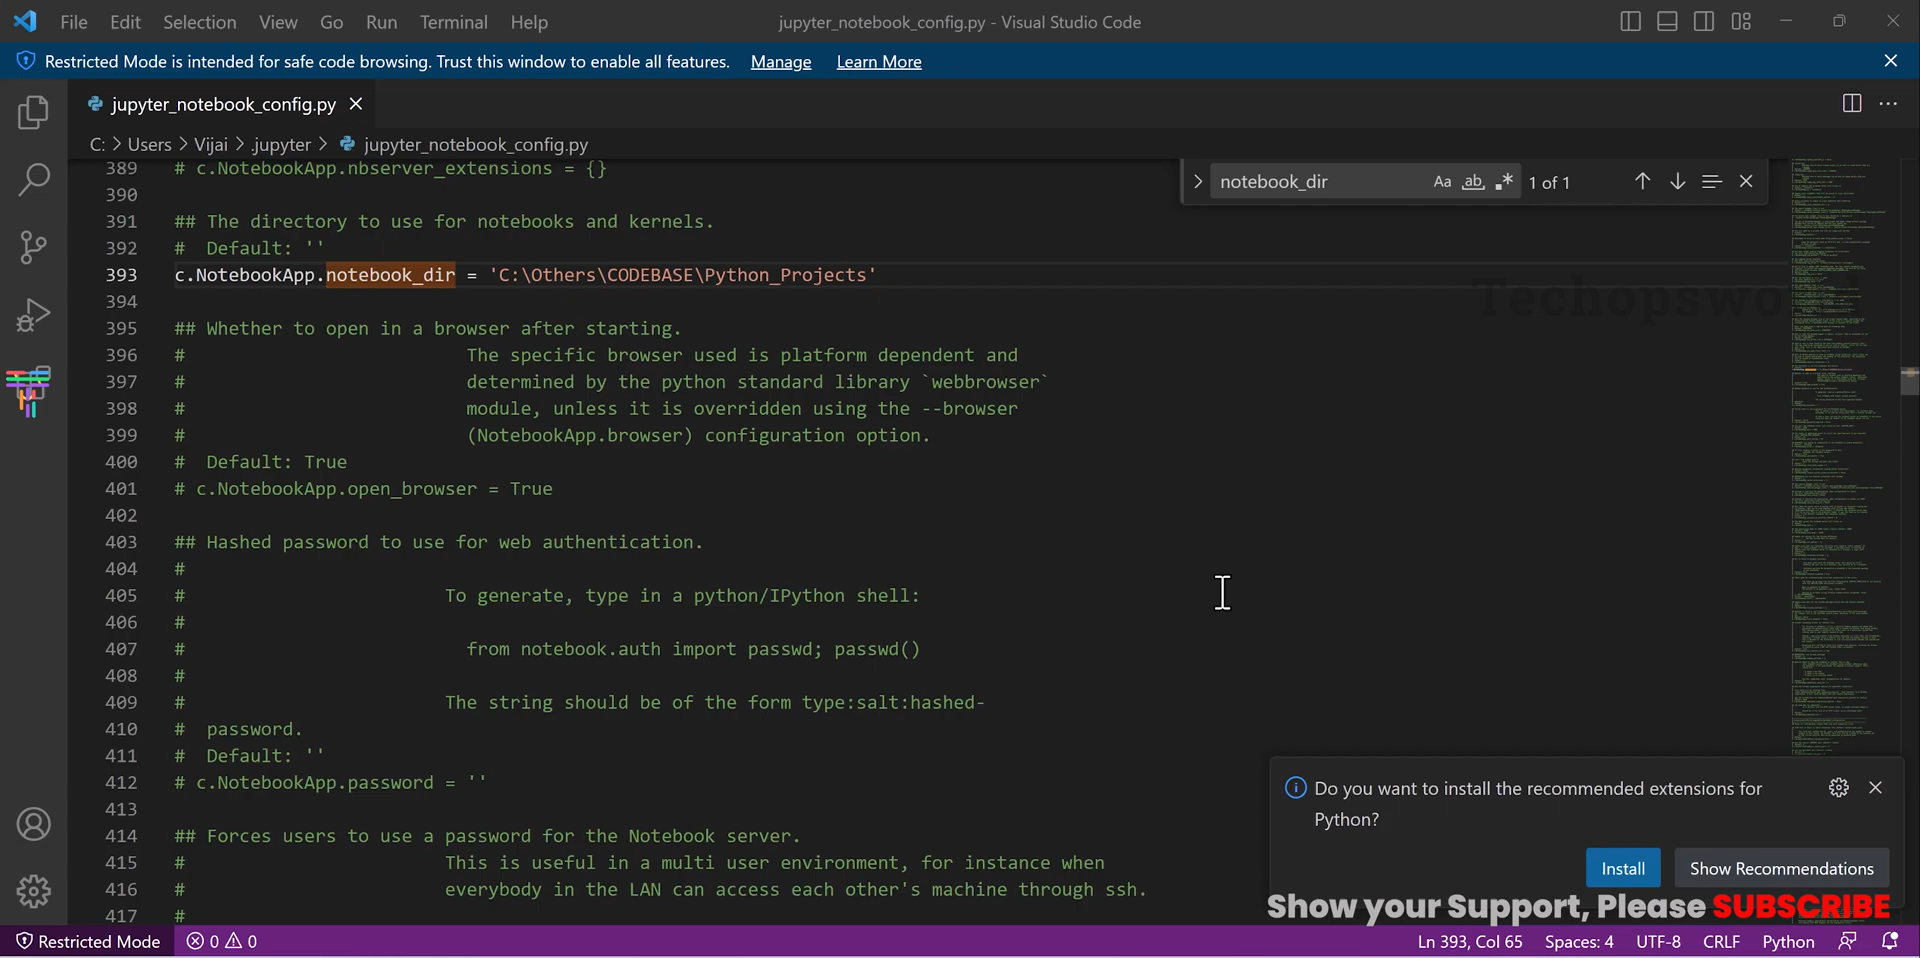 File Edit Selection View Go Run Terminal Help
jupyter_notebook_config.py - Visual Studio Code
Restricted Mode is intended for safe code browsing. Trust this window to enable all features. Manage Learn More
jupyter_notebook_config.py
C: > Users > Vijai > .jupyter > jupyter_notebook_config.py
notebook_dir Aa ab 1 of 1
389 # c.NotebookApp.nbserver_extensions = {}
390
391 ## The directory to use for notebooks and kernels.
392 #  Default: ''
393 c.NotebookApp.notebook_dir = 'C:\Others\CODEBASE\Python_Projects'
394
Techopswo
395 ## Whether to open in a browser after starting.
396 # The specific browser used is platform dependent and
397 # determined by the python standard library `webbrowser`
398 # module, unless it is overridden using the --browser
399 # (NotebookApp.browser) configuration option.
400 #  Default: True
401 # c.NotebookApp.open_browser = True
402
403 ## Hashed password to use for web authentication.
404 #
405 # To generate, type in a python/IPython shell:
406 #
407 # from notebook.auth import passwd; passwd()
408 #
409 # The string should be of the form type:salt:hashed-
410 #  password.
411 #  Default: ''
412 # c.NotebookApp.password = ''
413
414 ## Forces users to use a password for the Notebook server.
415 # This is useful in a multi user environment, for instance when
416 # everybody in the LAN can access each other's machine through ssh.
417 #
Do you want to install the recommended extensions for
Python?
Install Show Recommendations
Show your Support, Please SUBSCRIBE
Restricted Mode 0 0 Ln 393, Col 65 Spaces: 4 UTF-8 CRLF Python